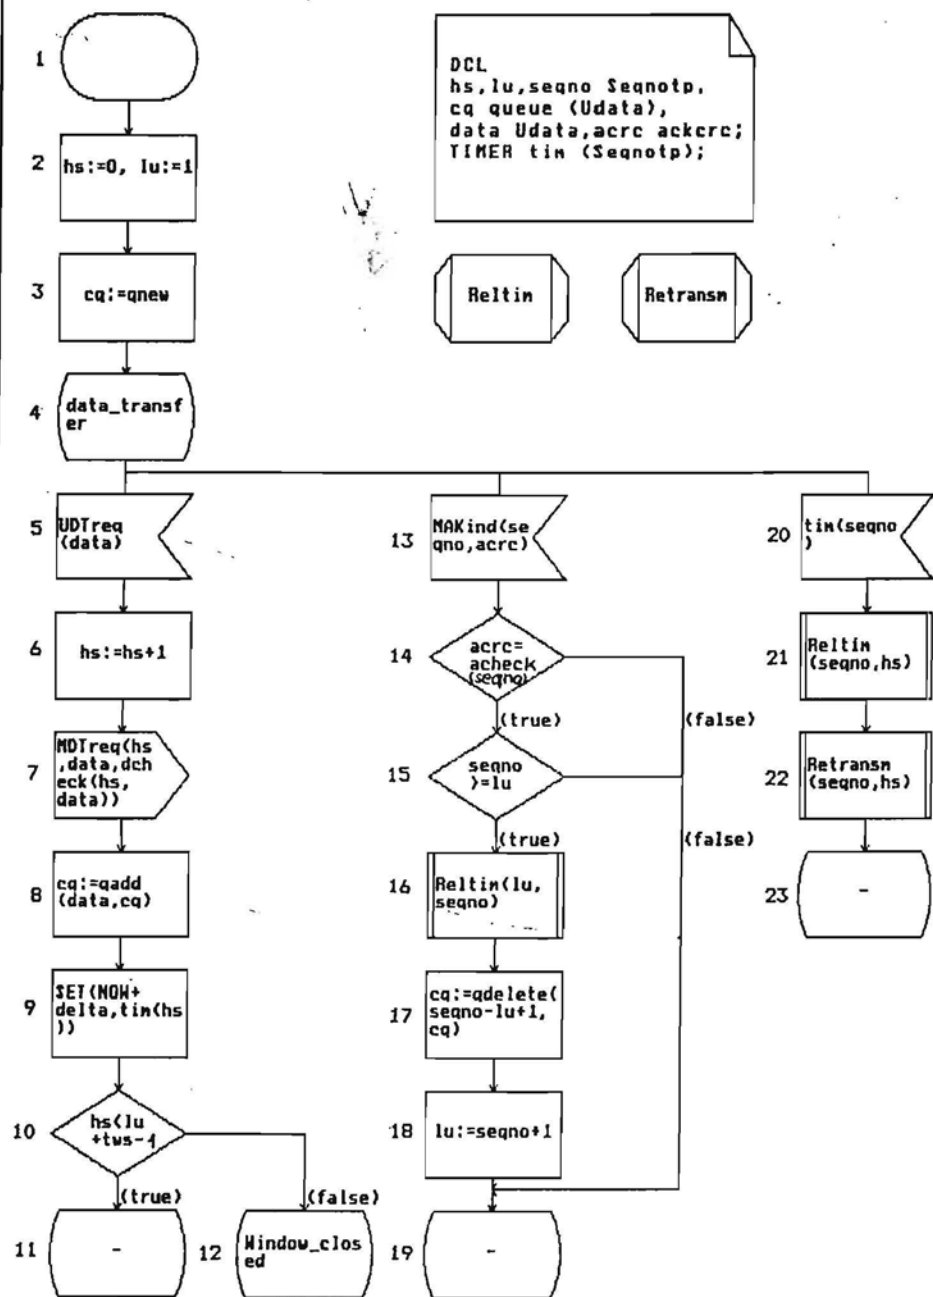 1
DCL
hs,lu,seqno Seqnotp,
cq queue (Udata),
data Udata,acrc ackcrc;
TIMER tim (Seqnotp);
2
hs:=0, lu:=1
3
cq:=qnew
Reltim
Retransm
4
data_transf
er
5
UDTreq
(data)
6
hs:=hs+1
7
MDTreq(hs
,data,dch
eck(hs,
data))
8
cq:=qadd
(data,cq)
9
SET(NOW+
delta,tim(hs
))
10
hs<lu
+tws-1
(true)
(false)
11
-
12
Window_clos
ed
13
MAKind(se
qno,acrc)
14
acrc=
acheck
(seqno)
(true)
(false)
15
seqno
>=lu
(true)
(false)
16
Reltim(lu,
seqno)
17
cq:=qdelete(
seqno-lu+1,
cq)
18
lu:=seqno+1
19
-
20
tim(seqno
)
21
Reltim
(seqno,hs)
22
Retransm
(seqno,hs)
23
-